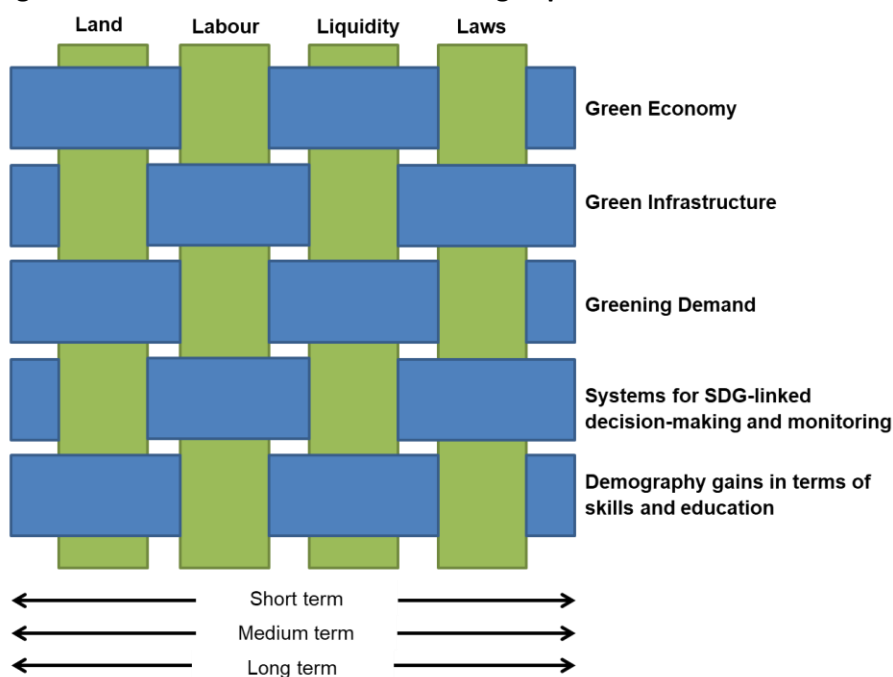 Land Labour Liquidity Laws
Green Economy
Green Infrastructure
Greening Demand
Systems for SDG-linked
decision-making and monitoring
Demography gains in terms of
skills and education
Short term
Medium term
Long term